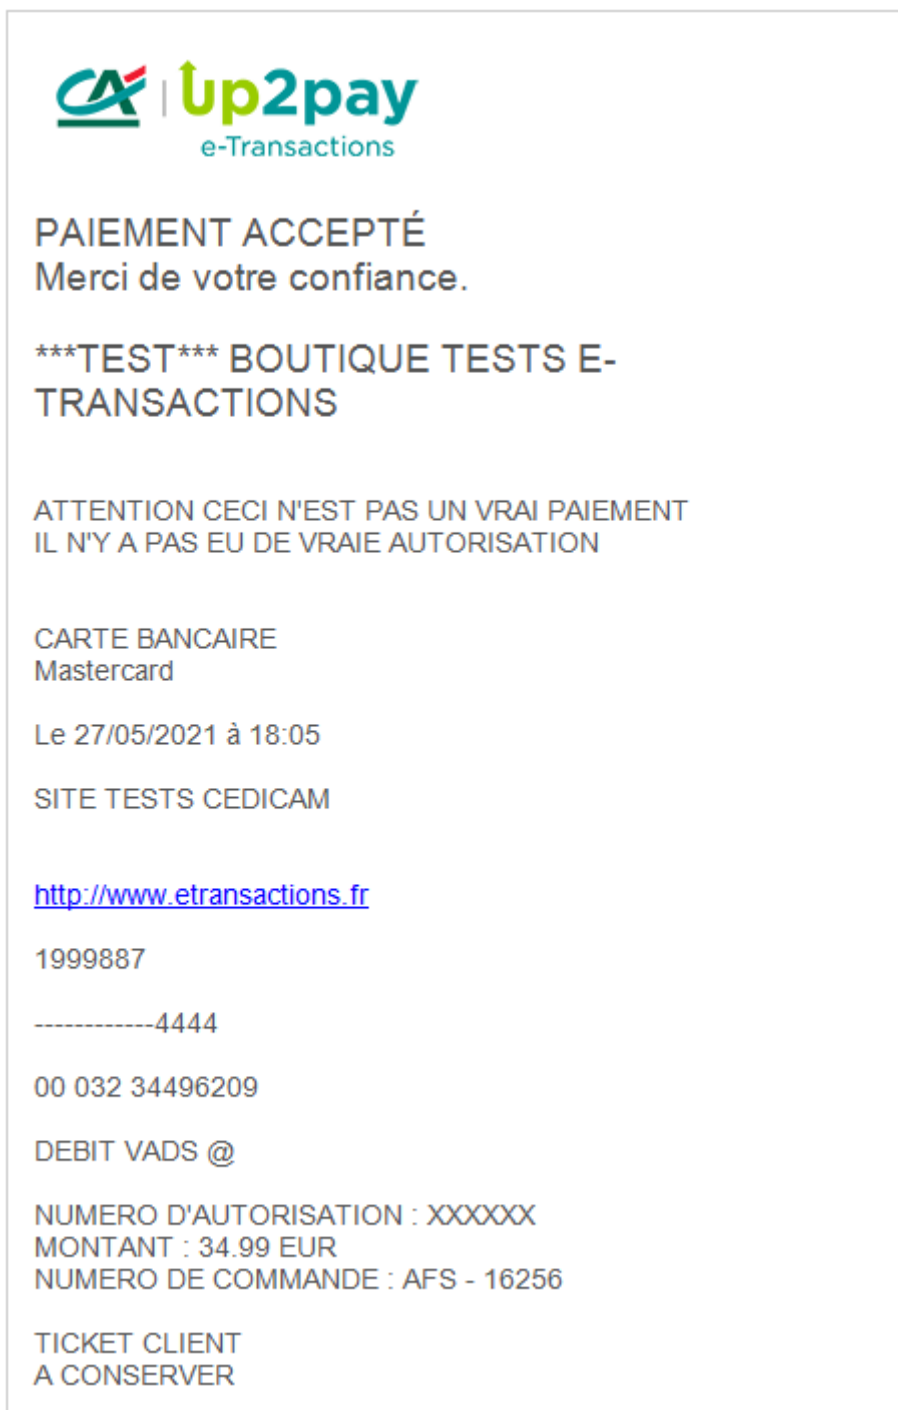 CA up2pay
e-Transactions
PAIEMENT ACCEPTÉ
Merci de votre confiance.
***TEST*** BOUTIQUE TESTS E-
TRANSACTIONS
ATTENTION CECI N'EST PAS UN VRAI PAIEMENT
IL N'Y A PAS EU DE VRAIE AUTORISATION
CARTE BANCAIRE
Mastercard
Le 27/05/2021 à 18:05
SITE TESTS CEDICAM
http://www.etransactions.fr
1999887
------------4444
00 032 34496209
DEBIT VADS @
NUMERO D'AUTORISATION : XXXXXX
MONTANT : 34.99 EUR
NUMERO DE COMMANDE : AFS - 16256
TICKET CLIENT
A CONSERVER